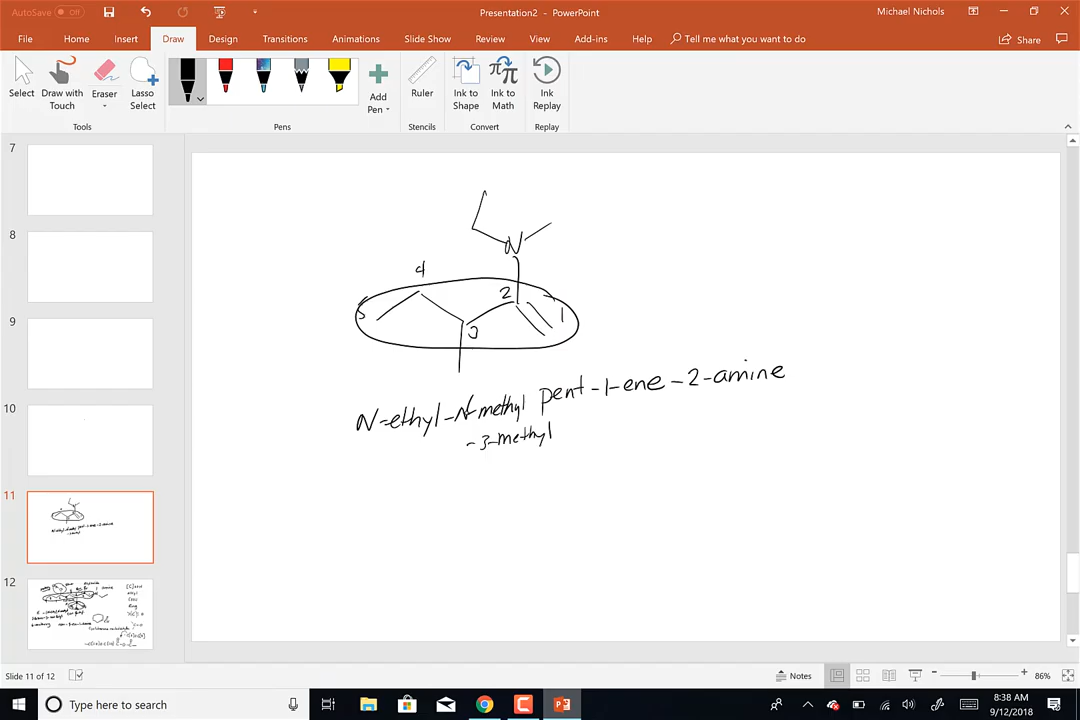 AutoSave Off
Presentation2 - PowerPoint
Michael Nichols
File Home Insert Draw Design Transitions Animations Slide Show Review View Add-ins Help Tell me what you want to do Share
Select
Draw with Touch
Eraser
Lasso Select
Add Pen
Ruler
Ink to Shape
Ink to Math
Ink Replay
Tools Pens Stencils Convert Replay
7
8
9
10
11
12
N
4
5 2 1
3
N-ethyl-N-methyl pent-1-ene-2-amine
-3-methyl
Slide 11 of 12
Notes
86%
Type here to search
8:38 AM
9/12/2018